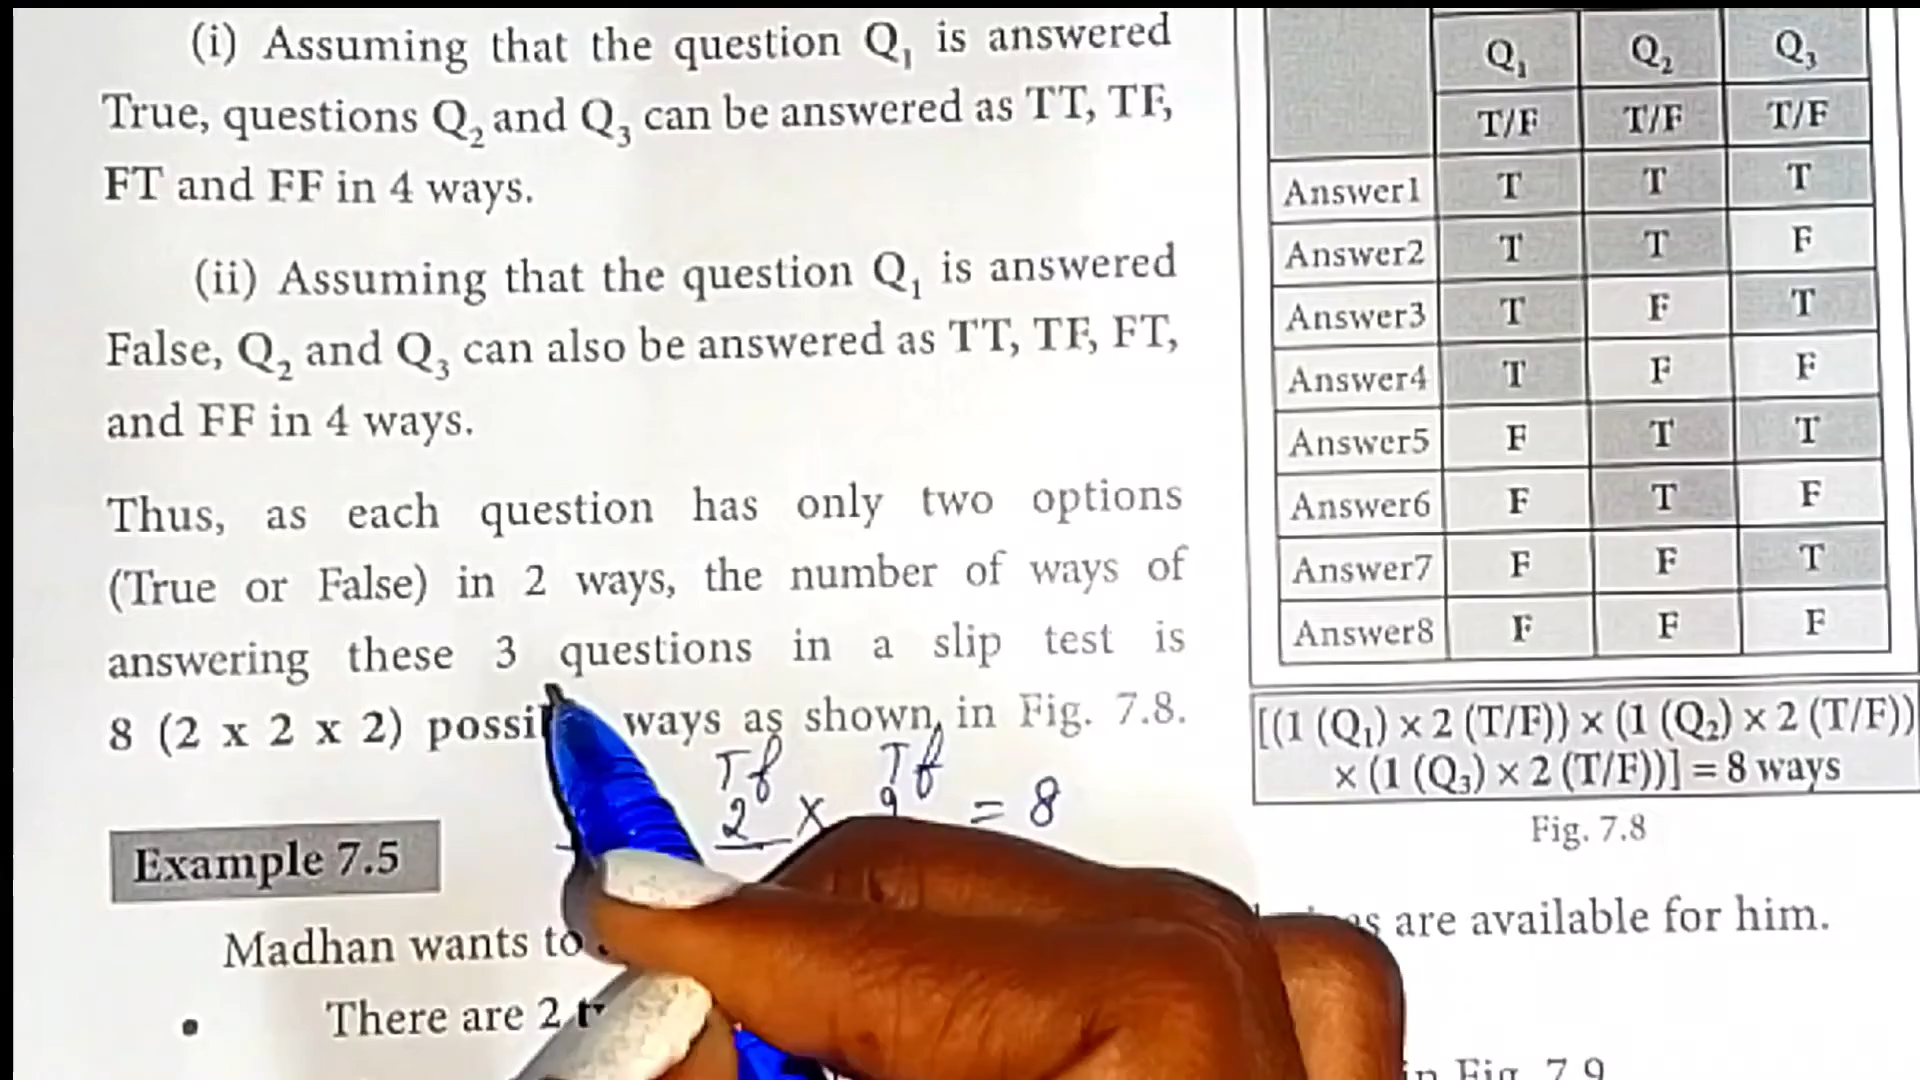 (i) Assuming that the question Q₁ is answered
True, questions Q₂ and Q₃ can be answered as TT, TF,
FT and FF in 4 ways.
(ii) Assuming that the question Q₁ is answered
False, Q₂ and Q₃ can also be answered as TT, TF, FT,
and FF in 4 ways.
Thus, as each question has only two options
(True or False) in 2 ways, the number of ways of
answering these 3 questions in a slip test is
8 (2 x 2 x 2) ways as shown in Fig. 7.8.
T f T f
2 x = 8
Example 7.5
Madhan wants to
are available for him.
• There are 2
in Fig. 7.9
Q₁ Q₂ Q₃
T/F T/F T/F
Answer1 T T T
Answer2 T T F
Answer3 T F T
Answer4 T F F
Answer5 F T T
Answer6 F T F
Answer7 F F T
Answer8 F F F
[(1 (Q₁) × 2 (T/F)) × (1 (Q₂) × 2 (T/F))
× (1 (Q₃) × 2 (T/F))] = 8 ways
Fig. 7.8